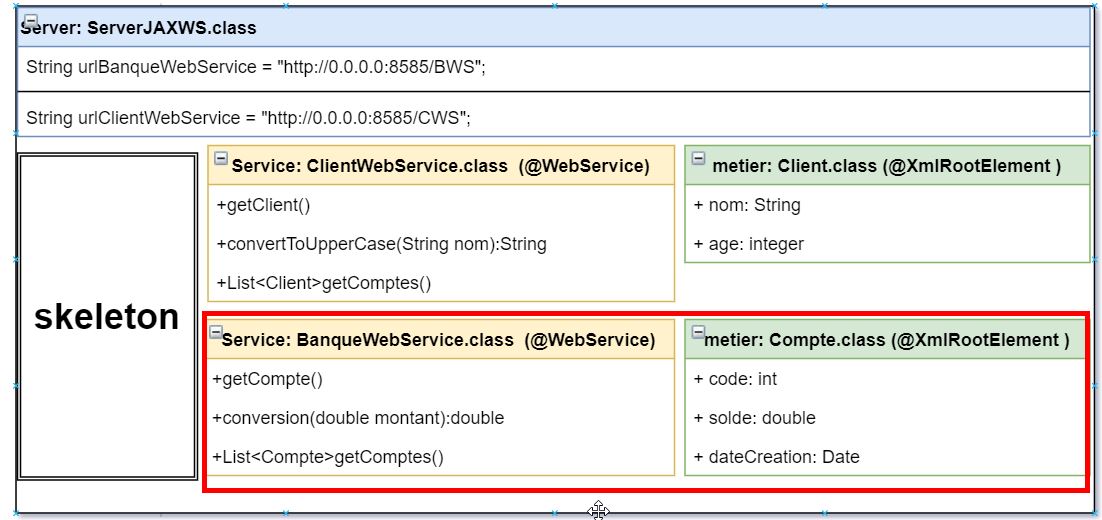 Server: ServerJAXWS.class
String urlBanqueWebService = "http://0.0.0.0:8585/BWS";
String urlClientWebService = "http://0.0.0.0:8585/CWS";
skeleton
Service: ClientWebService.class (@WebService)
+getClient()
+convertToUpperCase(String nom):String
+List<Client>getComptes()
metier: Client.class (@XmlRootElement )
+ nom: String
+ age: integer
Service: BanqueWebService.class (@WebService)
+getCompte()
+conversion(double montant):double
+List<Compte>getComptes()
metier: Compte.class (@XmlRootElement )
+ code: int
+ solde: double
+ dateCreation: Date